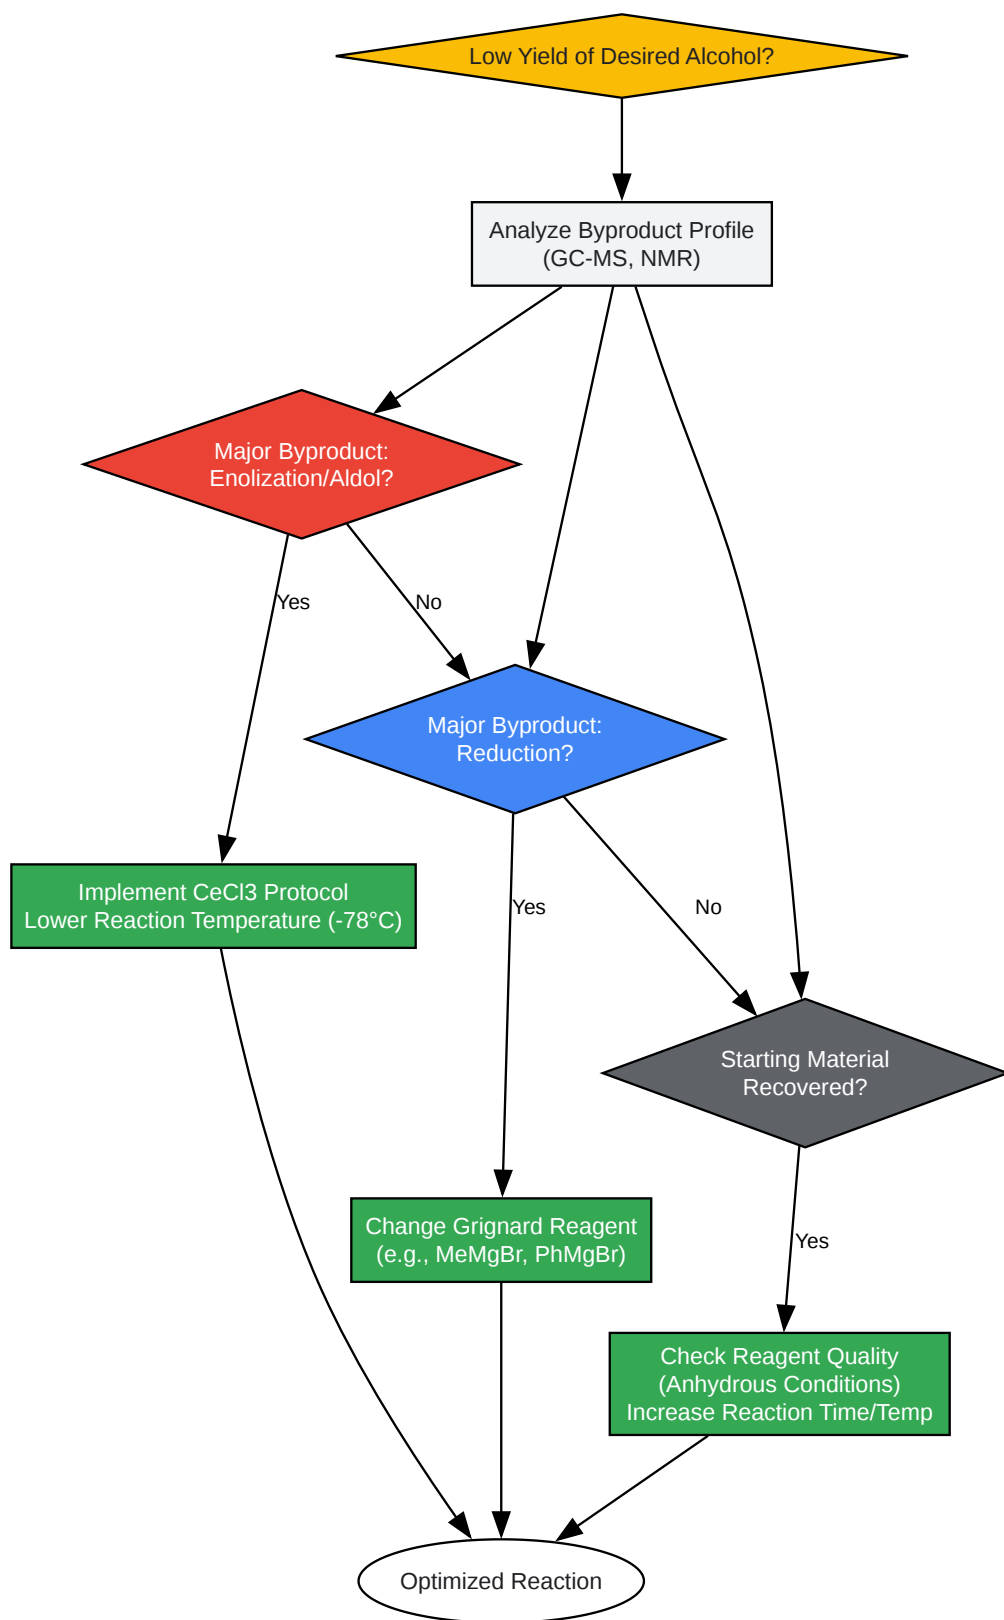 Low Yield of Desired Alcohol?
Analyze Byproduct Profile
(GC-MS, NMR)
Major Byproduct:
Enolization/Aldol?
Yes
No
Major Byproduct:
Reduction?
Implement CeCl3 Protocol
Lower Reaction Temperature (-78°C)
Yes
No
Starting Material
Recovered?
Change Grignard Reagent
(e.g., MeMgBr, PhMgBr)
Yes
Check Reagent Quality
(Anhydrous Conditions)
Increase Reaction Time/Temp
Optimized Reaction